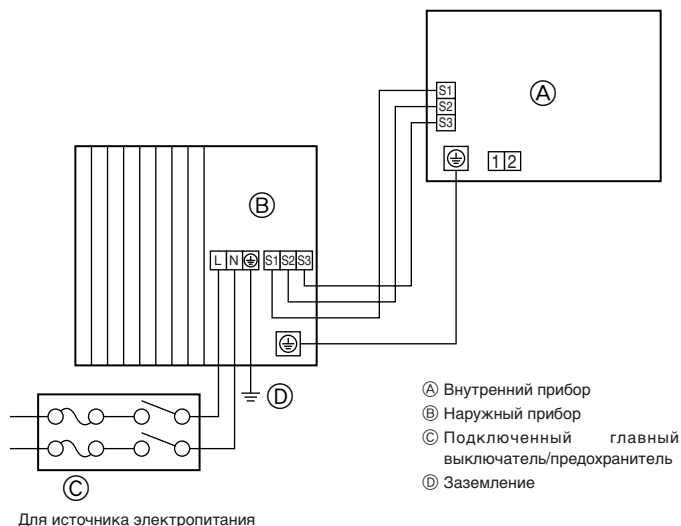 S1
S2
S3
Ⓐ
1 2
Ⓑ
L N S1 S2 S3
Ⓓ
Ⓒ
Ⓐ Внутренний прибор
Ⓑ Наружный прибор
Ⓒ Подключенный главный
выключатель/предохранитель
Ⓓ Заземление
Для источника электропитания